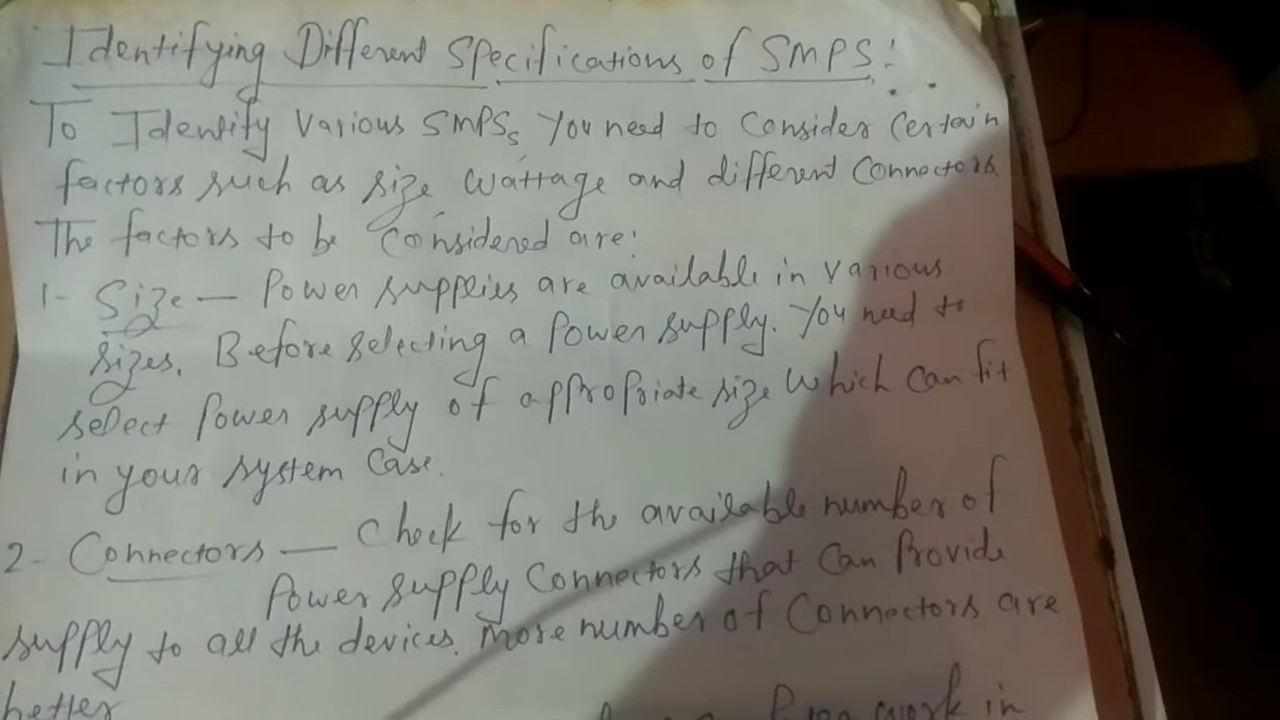 Identifying Different Specifications of SMPS:
To Identify Various SMPSs You need to Consider Certain
factors such as size, Wattage and different Connectors.
The factors to be Considered are:
1- Size — Power supplies are available in various
sizes. Before selecting a Power supply. You need to
select Power supply of appropriate size which can fit
in your system Case.
2- Connectors — Check for the available number of
Power supply Connectors that Can Provide
supply to all the devices. More number of Connectors are
better
work in